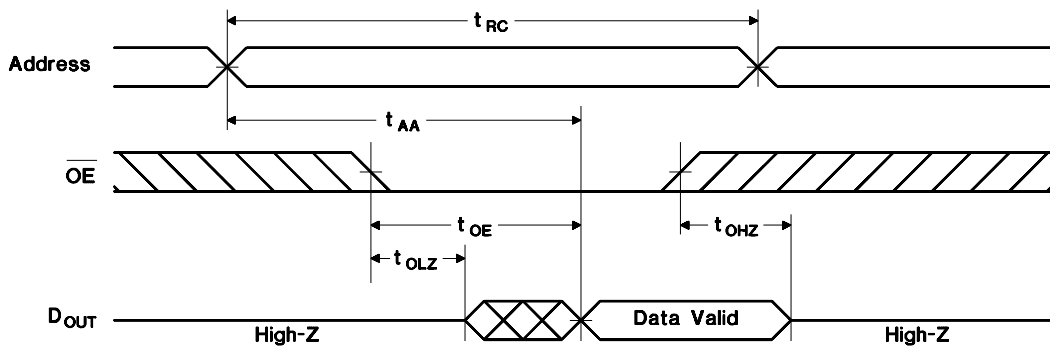 tRC
Address
tAA
OE
tOE
tOHZ
tOLZ
DOUT
Data Valid
High-Z
High-Z